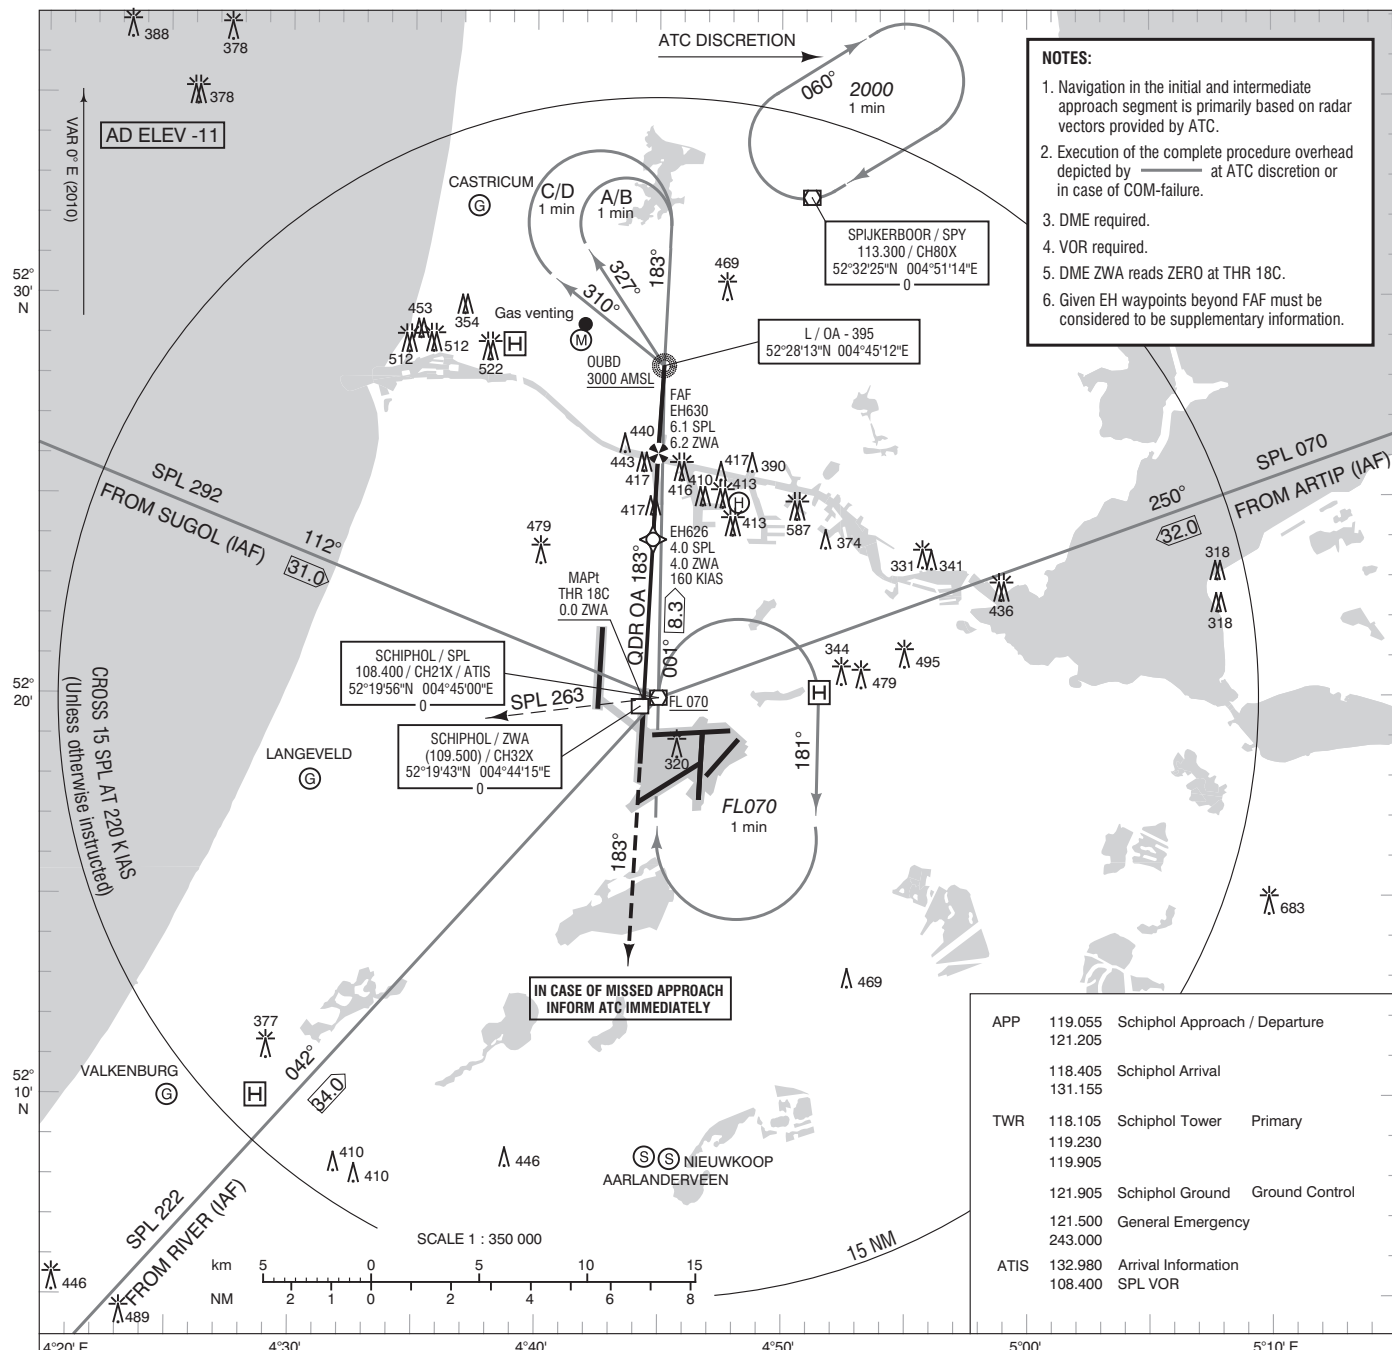 388
378
378
AD ELEV -11
VAR 0° E (2010)
ATC DISCRETION
060°
2000
1 min
NOTES:
1. Navigation in the initial and intermediate
approach segment is primarily based on radar
vectors provided by ATC.
2. Execution of the complete procedure overhead
depicted by at ATC discretion or
in case of COM-failure.
3. DME required.
4. VOR required.
5. DME ZWA reads ZERO at THR 18C.
6. Given EH waypoints beyond FAF must be
considered to be supplementary information.
CASTRICUM
G
C/D
1 min
A/B
1 min
183°
327°
310°
SPIJKERBOOR / SPY
113.300 / CH80X
52°32'25"N 004°51'14"E
0
469
52°
30'
N
453
354
512
512
522
H
Gas venting
M
OUBD
3000 AMSL
L / OA - 395
52°28'13"N 004°45'12"E
FAF
EH630
6.1 SPL
6.2 ZWA
440
443
417
416
410
417
413
390
H
413
417
587
374
331
341
436
318
318
SPL 292
FROM SUGOL (IAF)
112°
31.0
SPL 070
FROM ARTIP (IAF)
250°
32.0
479
EH626
4.0 SPL
4.0 ZWA
160 KIAS
MAPt
THR 18C
0.0 ZWA
QDR OA 183°
8.3
001°
344
479
495
SCHIPHOL / SPL
108.400 / CH21X / ATIS
52°19'56"N 004°45'00"E
0
SPL 263
FL 070
H
52°
20'
SCHIPHOL / ZWA
(109.500) / CH32X
52°19'43"N 004°44'15"E
0
LANGEVELD
G
CROSS 15 SPL AT 220 KIAS
(Unless otherwise instructed)
320
181°
FL070
1 min
183°
683
469
IN CASE OF MISSED APPROACH
INFORM ATC IMMEDIATELY
377
VALKENBURG
G
H
042°
34.0
52°
10'
N
410
410
446
S
S
NIEUWKOOP
AARLANDERVEEN
SPL 222
FROM RIVER (IAF)
446
489
SCALE 1 : 350 000
km 5 0 5 10 15
NM 2 1 0 2 4 6 8
15 NM
APP 119.055 Schiphol Approach / Departure
121.205
118.405 Schiphol Arrival
131.155
TWR 118.105 Schiphol Tower Primary
119.230
119.905
121.905 Schiphol Ground Ground Control
121.500 General Emergency
243.000
ATIS 132.980 Arrival Information
108.400 SPL VOR
4°20' E 4°30' 4°40' 4°50' 5°00' 5°10' E